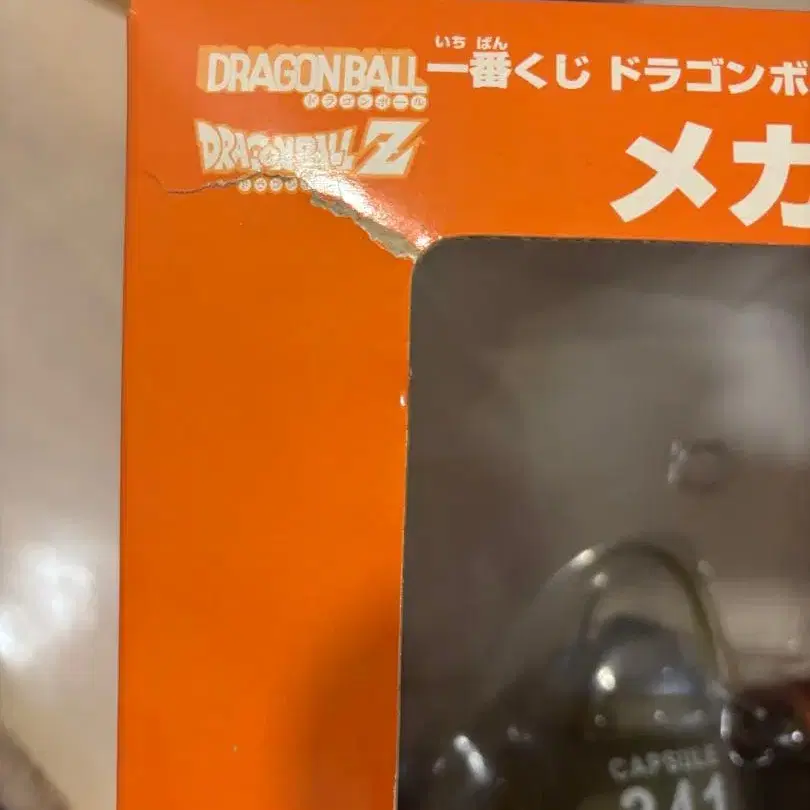 DRAGONBALL
ドラゴンボール
いち ばん
一番くじ ドラゴンボ
DRAGONBALL Z
メカ
CAPSULE
341